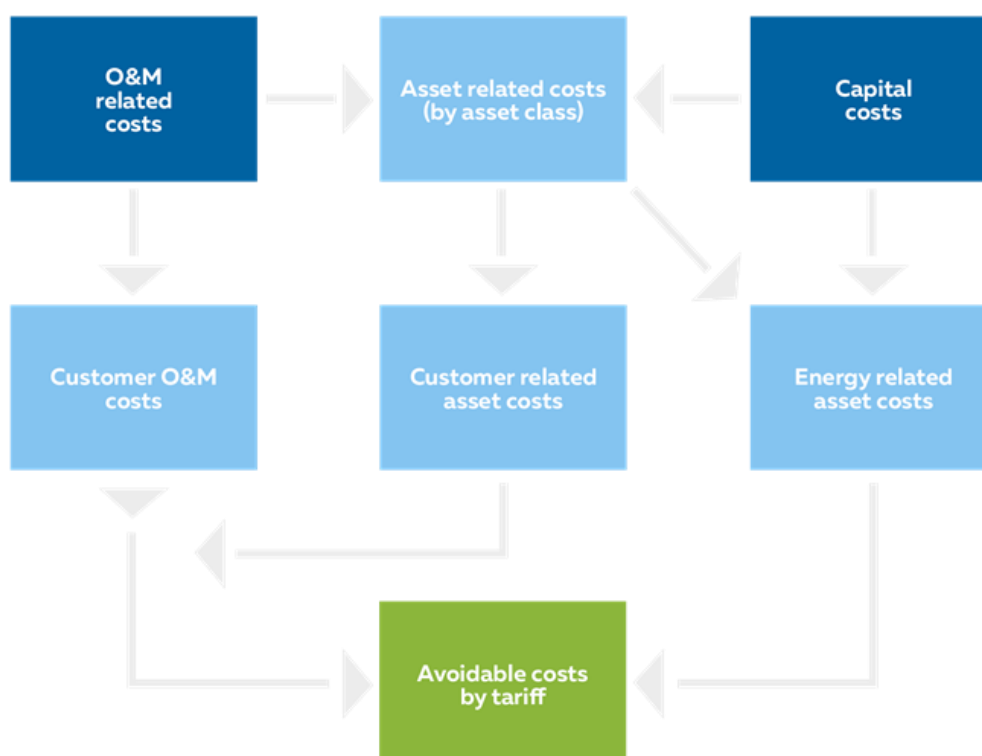 O&M
related
costs
Asset related costs
(by asset class)
Capital
costs
Customer O&M
costs
Customer related
asset costs
Energy related
asset costs
Avoidable costs
by tariff